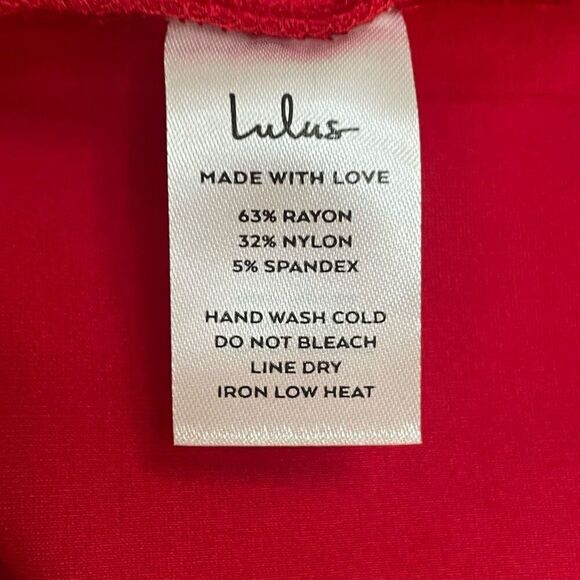 Lulus
MADE WITH LOVE
63% RAYON
32% NYLON
5% SPANDEX
HAND WASH COLD
DO NOT BLEACH
LINE DRY
IRON LOW HEAT